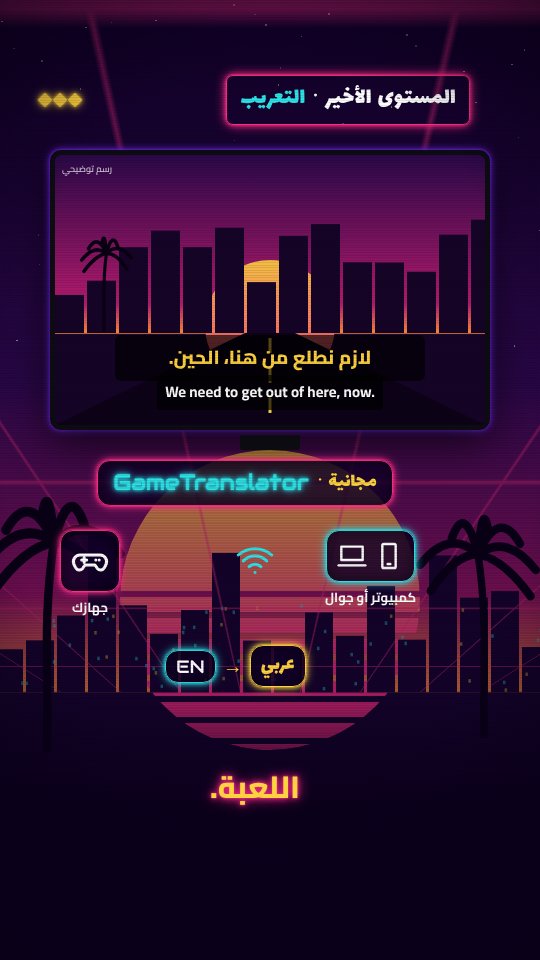 المستوى الأخير · التعريب
رسم توضيحي
لازم نطلع من هنا، الحين.
We need to get out of here, now.
مجانية · GameTranslator
كمبيوتر أو جوال
جهازك
EN → عربي
اللعبة.